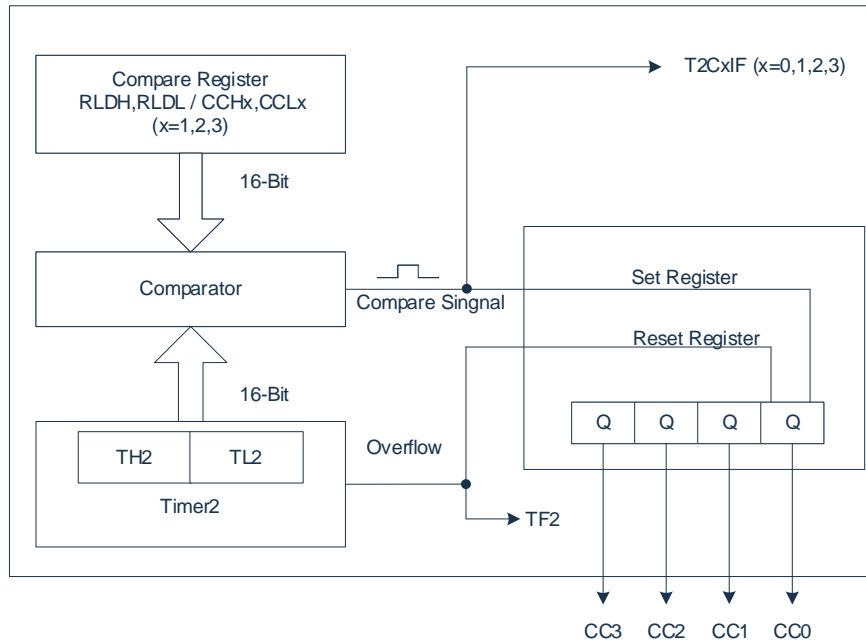 Compare Register
RLDH,RLDL / CCHx,CCLx
(x=1,2,3)
T2CxIF (x=0,1,2,3)
16-Bit
Comparator
Compare Singnal
Set Register
Reset Register
16-Bit
TH2
TL2
Timer2
Overflow
Q
Q
Q
Q
TF2
CC3
CC2
CC1
CC0